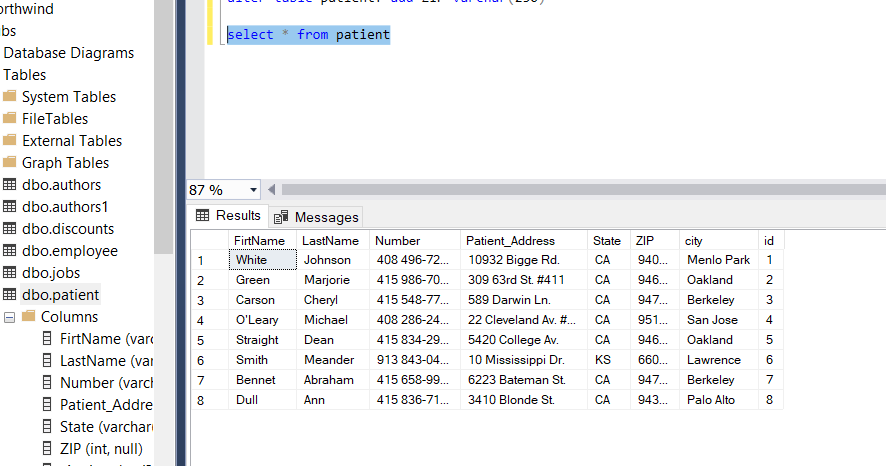 orthwind
bs
Database Diagrams
Tables
System Tables
FileTables
External Tables
Graph Tables
dbo.authors
dbo.authors1
dbo.discounts
dbo.employee
dbo.jobs
dbo.patient
Columns
FirtName (varc
LastName (var
Number (varch
Patient_Addre
State (varchar(
ZIP (int, null)
select * from patient
87 %
Results Messages
FirtName LastName Number Patient_Address State ZIP city id
1 White Johnson 408 496-72... 10932 Bigge Rd. CA 940... Menlo Park 1
2 Green Marjorie 415 986-70... 309 63rd St. #411 CA 946... Oakland 2
3 Carson Cheryl 415 548-77... 589 Darwin Ln. CA 947... Berkeley 3
4 O'Leary Michael 408 286-24... 22 Cleveland Av. #... CA 951... San Jose 4
5 Straight Dean 415 834-29... 5420 College Av. CA 946... Oakland 5
6 Smith Meander 913 843-04... 10 Mississippi Dr. KS 660... Lawrence 6
7 Bennet Abraham 415 658-99... 6223 Bateman St. CA 947... Berkeley 7
8 Dull Ann 415 836-71... 3410 Blonde St. CA 943... Palo Alto 8